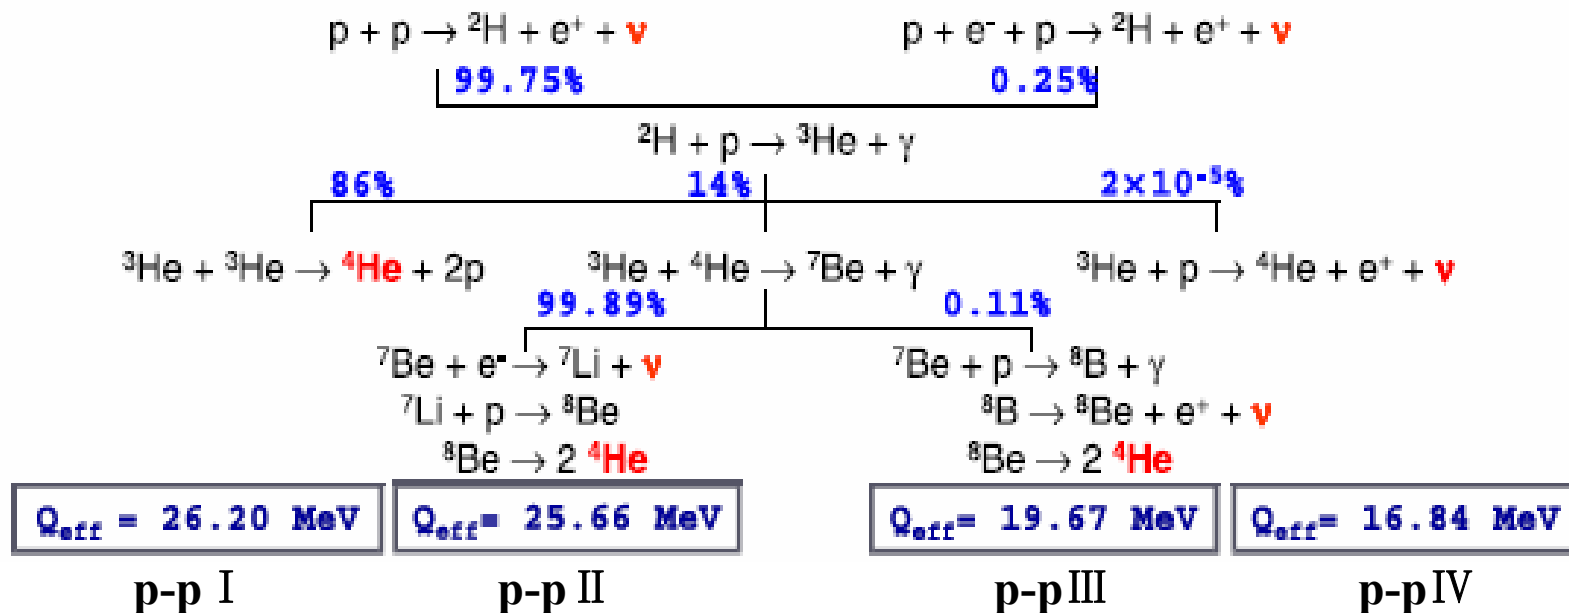 p + p → ²H + e⁺ + ν p + e⁻ + p → ²H + e⁺ + ν
99.75% 0.25%
²H + p → ³He + γ
86% 14% 2×10⁻⁵%
³He + ³He → ⁴He + 2p ³He + ⁴He → ⁷Be + γ ³He + p → ⁴He + e⁺ + ν
99.89% 0.11%
⁷Be + e⁻ → ⁷Li + ν ⁷Be + p → ⁸B + γ
⁷Li + p → ⁸Be ⁸B → ⁸Be + e⁺ + ν
⁸Be → 2 ⁴He ⁸Be → 2 ⁴He
Qeff = 26.20 MeV Qeff= 25.66 MeV Qeff= 19.67 MeV Qeff= 16.84 MeV
p-p Ⅰ p-p Ⅱ p-p Ⅲ p-p Ⅳ